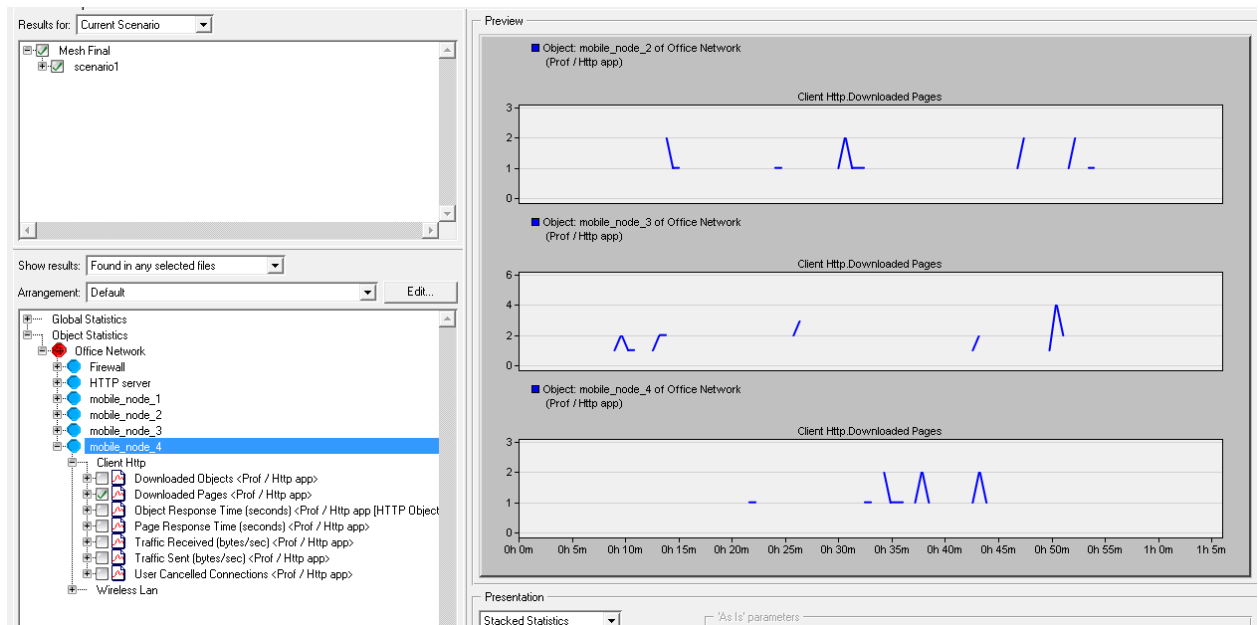 Results for: Current Scenario
Mesh Final
scenario1
Show results: Found in any selected files
Arrangement: Default Edit...
Global Statistics
Object Statistics
Office Network
Firewall
HTTP server
mobile_node_1
mobile_node_2
mobile_node_3
mobile_node_4
Client Http
Downloaded Objects <Prof / Http app>
Downloaded Pages <Prof / Http app>
Object Response Time (seconds) <Prof / Http app [HTTP Object
Page Response Time (seconds) <Prof / Http app>
Traffic Received (bytes/sec) <Prof / Http app>
Traffic Sent (bytes/sec) <Prof / Http app>
User Cancelled Connections <Prof / Http app>
Wireless Lan
Preview
Object: mobile_node_2 of Office Network
(Prof / Http app)
Client Http.Downloaded Pages
3
2
1
0
Object: mobile_node_3 of Office Network
(Prof / Http app)
Client Http.Downloaded Pages
6
4
2
0
Object: mobile_node_4 of Office Network
(Prof / Http app)
Client Http.Downloaded Pages
3
2
1
0
0h 0m 0h 5m 0h 10m 0h 15m 0h 20m 0h 25m 0h 30m 0h 35m 0h 40m 0h 45m 0h 50m 0h 55m 1h 0m 1h 5m
Presentation
Stacked Statistics 'As Is' parameters